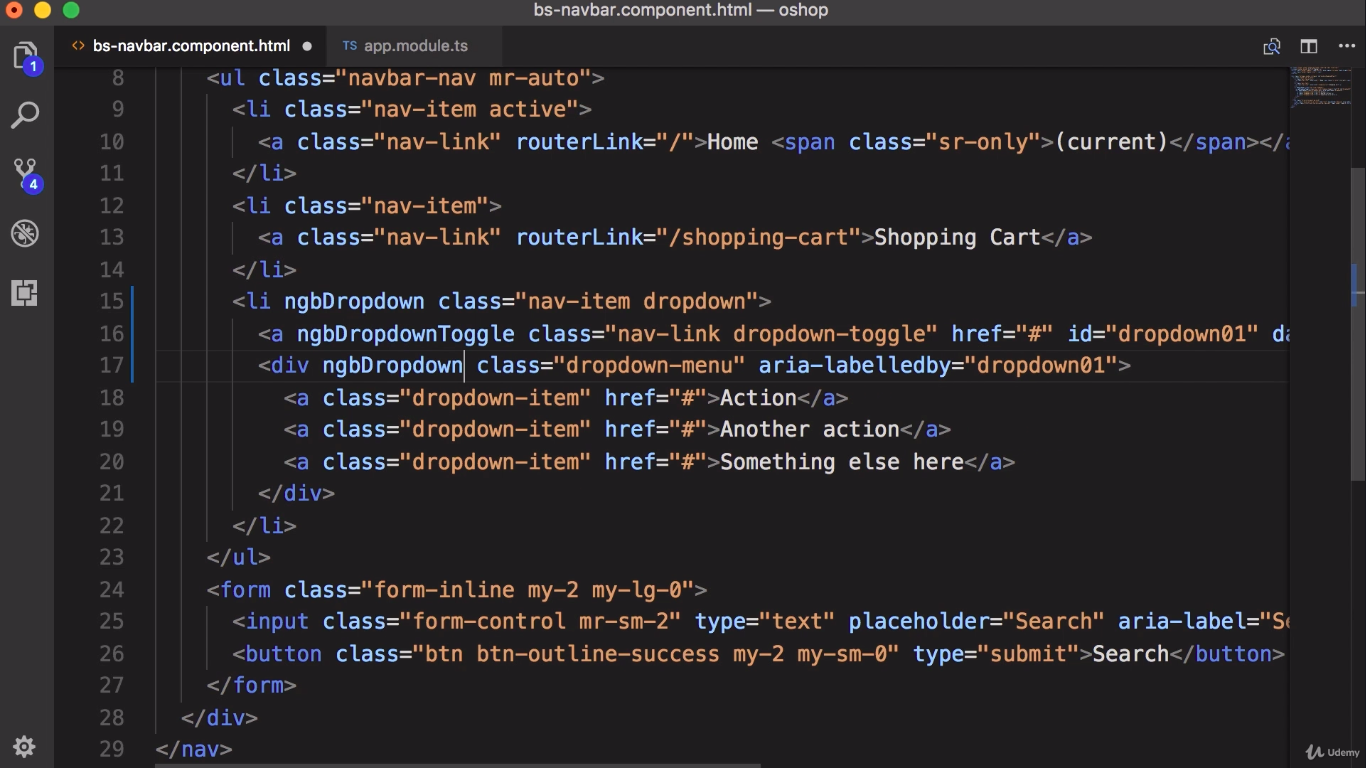 bs-navbar.component.html — oshop
<> bs-navbar.component.html ● TS app.module.ts
1
4
8 <ul class="navbar-nav mr-auto">
9 <li class="nav-item active">
10 <a class="nav-link" routerLink="/">Home <span class="sr-only">(current)</span></a
11 </li>
12 <li class="nav-item">
13 <a class="nav-link" routerLink="/shopping-cart">Shopping Cart</a>
14 </li>
15 <li ngbDropdown class="nav-item dropdown">
16 <a ngbDropdownToggle class="nav-link dropdown-toggle" href="#" id="dropdown01" da
17 <div ngbDropdown class="dropdown-menu" aria-labelledby="dropdown01">
18 <a class="dropdown-item" href="#">Action</a>
19 <a class="dropdown-item" href="#">Another action</a>
20 <a class="dropdown-item" href="#">Something else here</a>
21 </div>
22 </li>
23 </ul>
24 <form class="form-inline my-2 my-lg-0">
25 <input class="form-control mr-sm-2" type="text" placeholder="Search" aria-label="Se
26 <button class="btn btn-outline-success my-2 my-sm-0" type="submit">Search</button>
27 </form>
28 </div>
29 </nav>
Udemy